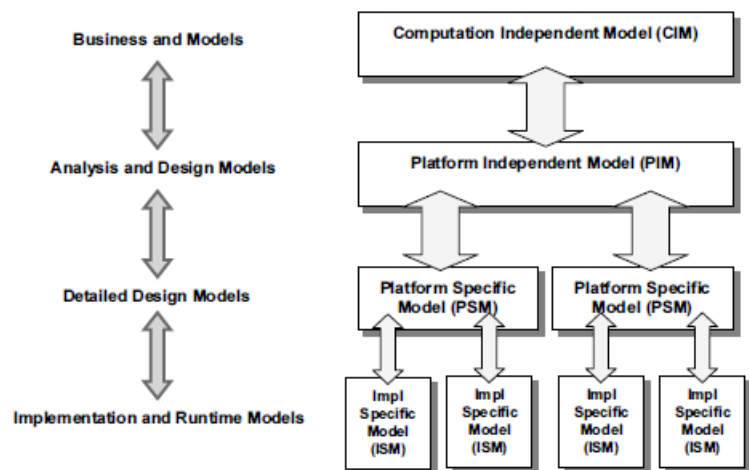 Business and Models
Computation Independent Model (CIM)
Analysis and Design Models
Platform Independent Model (PIM)
Detailed Design Models
Platform Specific
Model (PSM)
Platform Specific
Model (PSM)
Implementation and Runtime Models
Impl
Specific
Model
(ISM)
Impl
Specific
Model
(ISM)
Impl
Specific
Model
(ISM)
Impl
Specific
Model
(ISM)